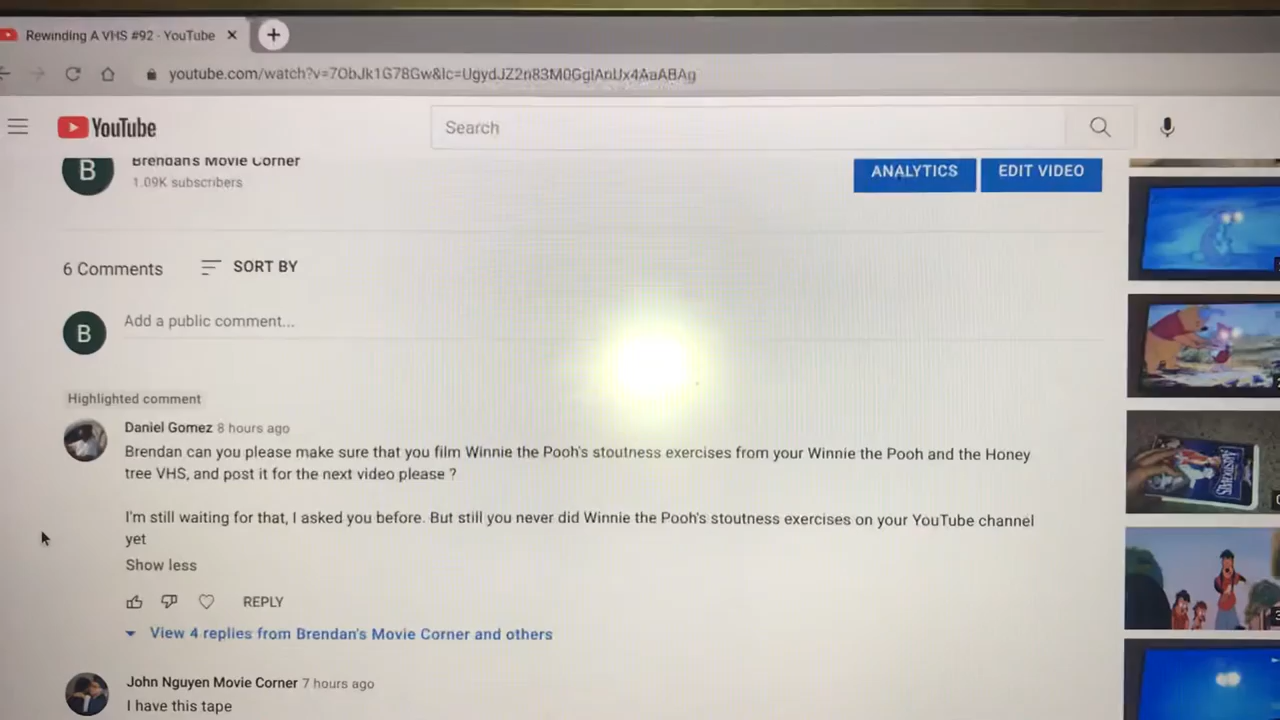 Rewinding A VHS #92 - YouTube
YouTube
Search
Brendan's Movie Corner
1.09K subscribers
ANALYTICS
EDIT VIDEO
6 Comments
SORT BY
B
Add a public comment...
Highlighted comment
Daniel Gomez 8 hours ago
Brendan can you please make sure that you film Winnie the Pooh's stoutness exercises from your Winnie the Pooh and the Honey
tree VHS, and post it for the next video please ?
I'm still waiting for that, I asked you before. But still you never did Winnie the Pooh's stoutness exercises on your YouTube channel
yet
Show less
REPLY
View 4 replies from Brendan's Movie Corner and others
John Nguyen Movie Corner 7 hours ago
I have this tape